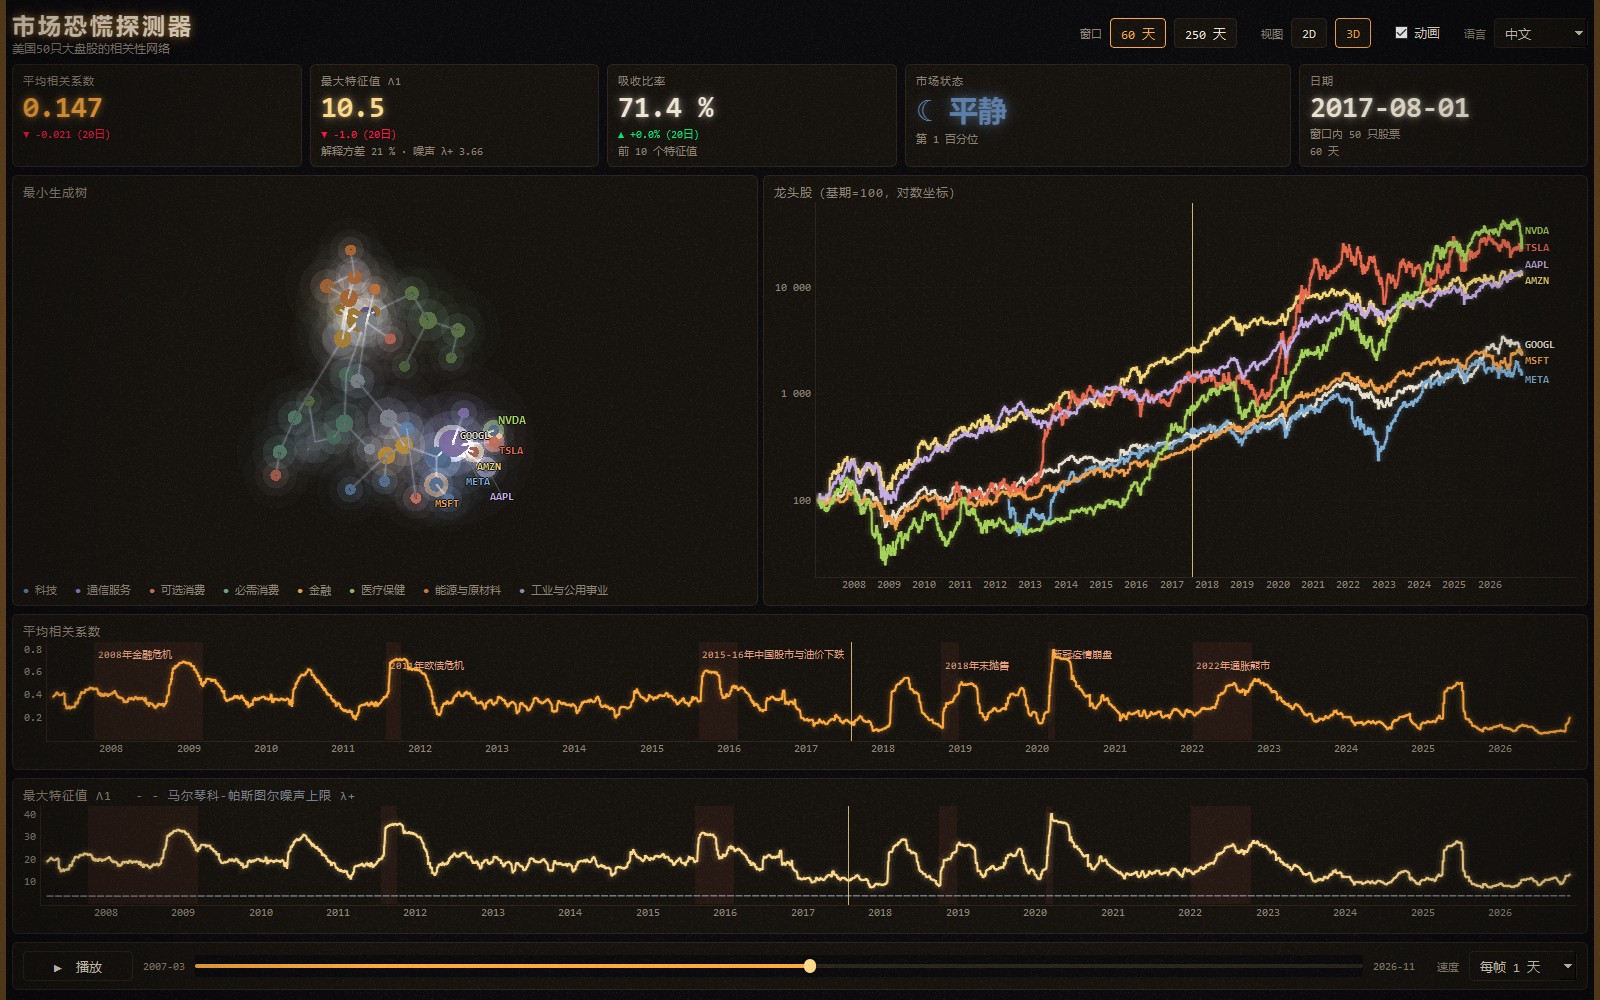 市场恐慌探测器
美国50只大盘股的相关性网络
窗口 60 天 250 天 视图 2D 3D 动画 语言 中文
平均相关系数
0.147
▼ -0.021 (20日)
最大特征值 Λ1
10.5
▼ -1.0 (20日)
解释方差 21 % · 噪声 λ+ 3.66
吸收比率
71.4 %
▲ +0.0% (20日)
前 10 个特征值
市场状态
☾ 平静
第 1 百分位
日期
2017-08-01
窗口内 50 只股票
60 天
最小生成树
NVDA
GOOGL
TSLA
AMZN
META
AAPL
MSFT
科技 通信服务 可选消费 必需消费 金融 医疗保健 能源与原材料 工业与公用事业
龙头股 (基期=100, 对数坐标)
10 000
1 000
100
NVDA
TSLA
AAPL
AMZN
GOOGL
MSFT
META
2008 2009 2010 2011 2012 2013 2014 2015 2016 2017 2018 2019 2020 2021 2022 2023 2024 2025 2026
平均相关系数
0.8
0.6
0.4
0.2
2008年金融危机
2011年欧债危机
2015-16年中国股市与油价下跌
2018年末抛售
新冠疫情崩盘
2022年通胀熊市
2008 2009 2010 2011 2012 2013 2014 2015 2016 2017 2018 2019 2020 2021 2022 2023 2024 2025 2026
最大特征值 Λ1 - - 马尔琴科-帕斯图尔噪声上限 λ+
40
30
20
10
2008 2009 2010 2011 2012 2013 2014 2015 2016 2017 2018 2019 2020 2021 2022 2023 2024 2025 2026
▶ 播放 2007-03 2026-11 速度 每帧 1 天